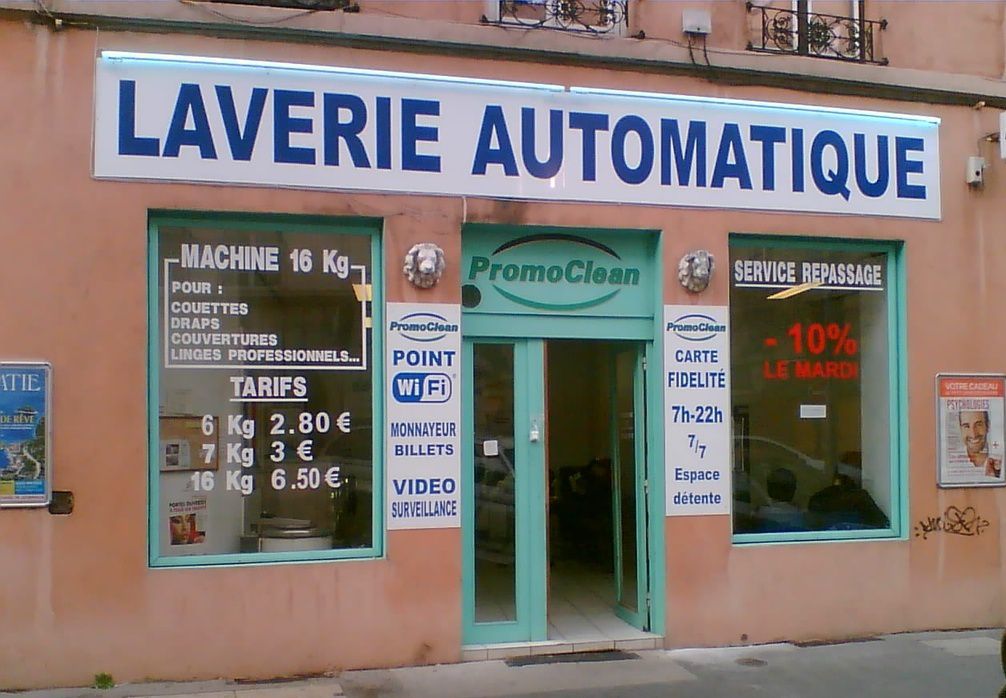 LAVERIE AUTOMATIQUE
MACHINE 16 Kg
POUR :
COUETTES
DRAPS
COUVERTURES
LINGES PROFESSIONNELS...
TARIFS
6 Kg 2.80 €
7 Kg 3 €
16 Kg 6.50 €
PromoClean
POINT
WiFi
MONNAYEUR
BILLETS
VIDEO
SURVEILLANCE
PromoClean
PromoClean
CARTE
FIDELITÉ
7h-22h
7/7
Espace
détente
SERVICE REPASSAGE
- 10%
LE MARDI
ATIE
DE RÊVE
VOTRE CADEAU
PSYCHOLOGIES